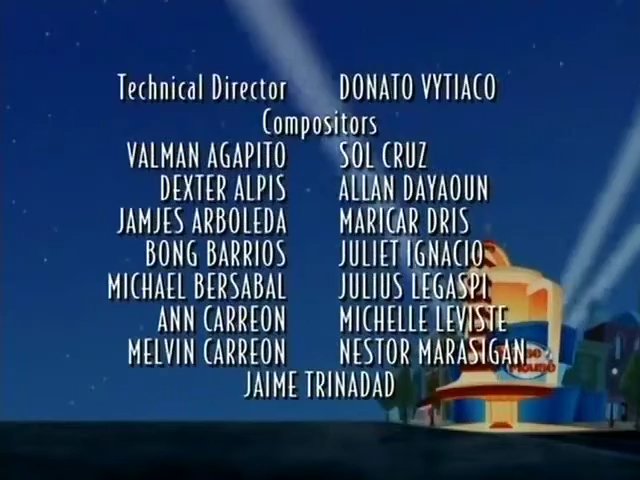 Technical Director DONATO VYTIACO
Compositors
VALMAN AGAPITO SOL CRUZ
DEXTER ALPIS ALLAN DAYAOUN
JAMJES ARBOLEDA MARICAR DRIS
BONG BARRIOS JULIET IGNACIO
MICHAEL BERSABAL JULIUS LEGASPI
ANN CARREON MICHELLE LEVISTE
MELVIN CARREON NESTOR MARASIGAN
JAIME TRINADAD